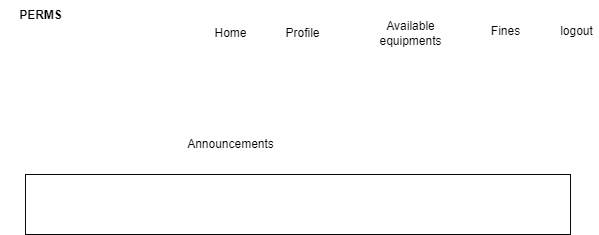 PERMS
Home
Profile
Available
equipments
Fines
logout
Announcements